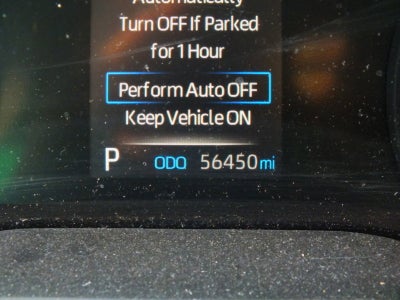 Automatically
Turn OFF If Parked
for 1 Hour
Perform Auto OFF
Keep Vehicle ON
P ODO 56450 mi